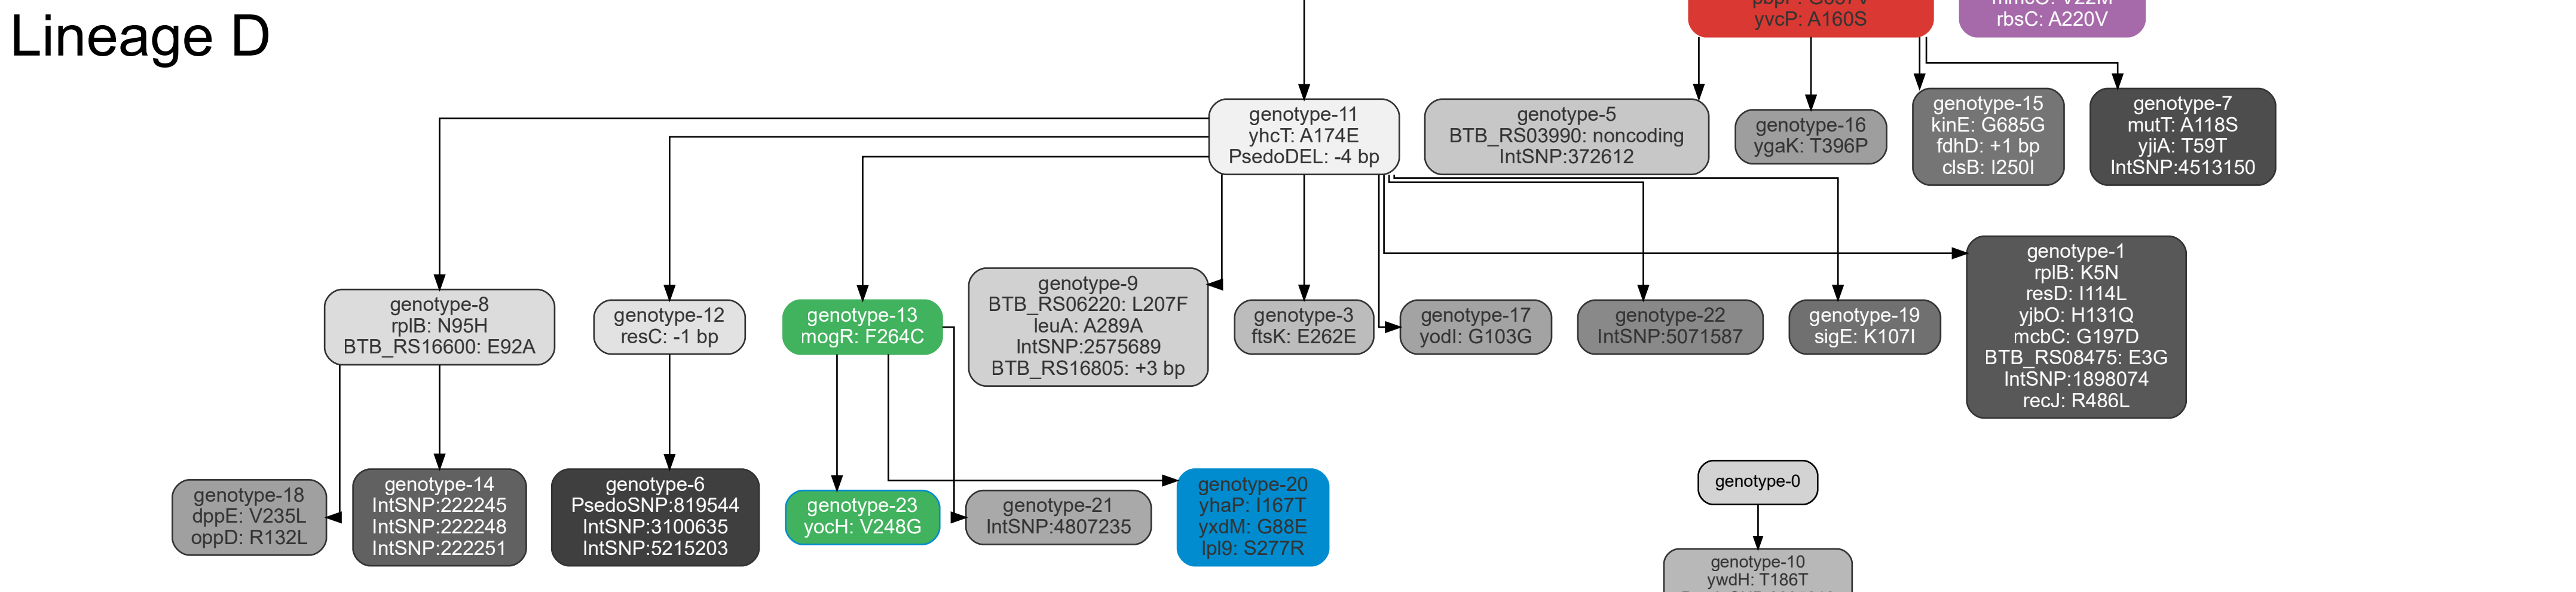 Lineage D
yvcP: A160S
rbsC: A220V
genotype-11
yhcT: A174E
PsedoDEL: -4 bp
genotype-5
BTB_RS03990: noncoding
IntSNP:372612
genotype-16
ygaK: T396P
genotype-15
kinE: G685G
fdhD: +1 bp
clsB: I250I
genotype-7
mutT: A118S
yjiA: T59T
IntSNP:4513150
genotype-8
rplB: N95H
BTB_RS16600: E92A
genotype-12
resC: -1 bp
genotype-13
mogR: F264C
genotype-9
BTB_RS06220: L207F
leuA: A289A
IntSNP:2575689
BTB_RS16805: +3 bp
genotype-3
ftsK: E262E
genotype-17
yodI: G103G
genotype-22
IntSNP:5071587
genotype-19
sigE: K107I
genotype-1
rplB: K5N
resD: I114L
yjbO: H131Q
mcbC: G197D
BTB_RS08475: E3G
IntSNP:1898074
recJ: R486L
genotype-18
dppE: V235L
oppD: R132L
genotype-14
IntSNP:222245
IntSNP:222248
IntSNP:222251
genotype-6
PsedoSNP:819544
IntSNP:3100635
IntSNP:5215203
genotype-23
yocH: V248G
genotype-21
IntSNP:4807235
genotype-20
yhaP: I167T
yxdM: G88E
lpl9: S277R
genotype-0
genotype-10
ywdH: T186T